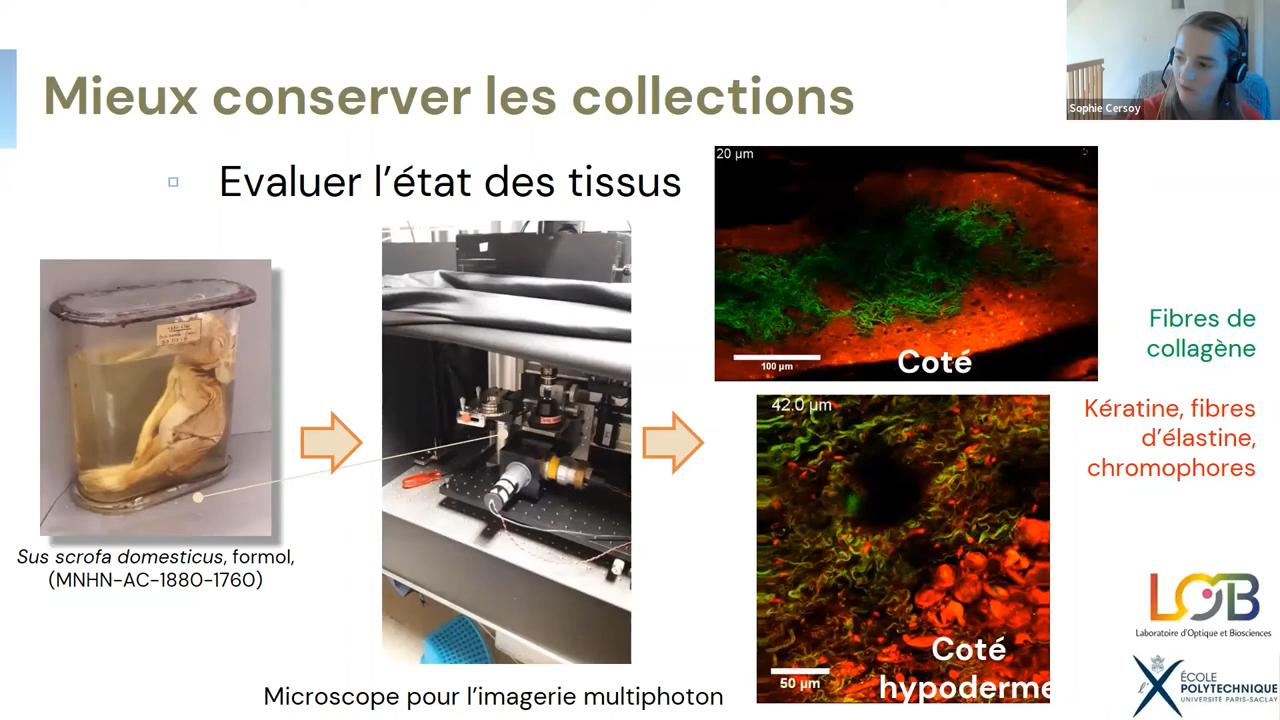 Mieux conserver les collections
Sophie Cersoy
Evaluer l'état des tissus
20 µm
100 µm
Coté
Fibres de
collagène
42.0 µm
Kératine, fibres
d'élastine,
chromophores
50 µm
Coté
hypoderme
Sus scrofa domesticus, formol,
(MNHN-AC-1880-1760)
Microscope pour l'imagerie multiphoton
LOB
Laboratoire d'Optique et Biosciences
ÉCOLE
POLYTECHNIQUE
UNIVERSITÉ PARIS-SACLAY